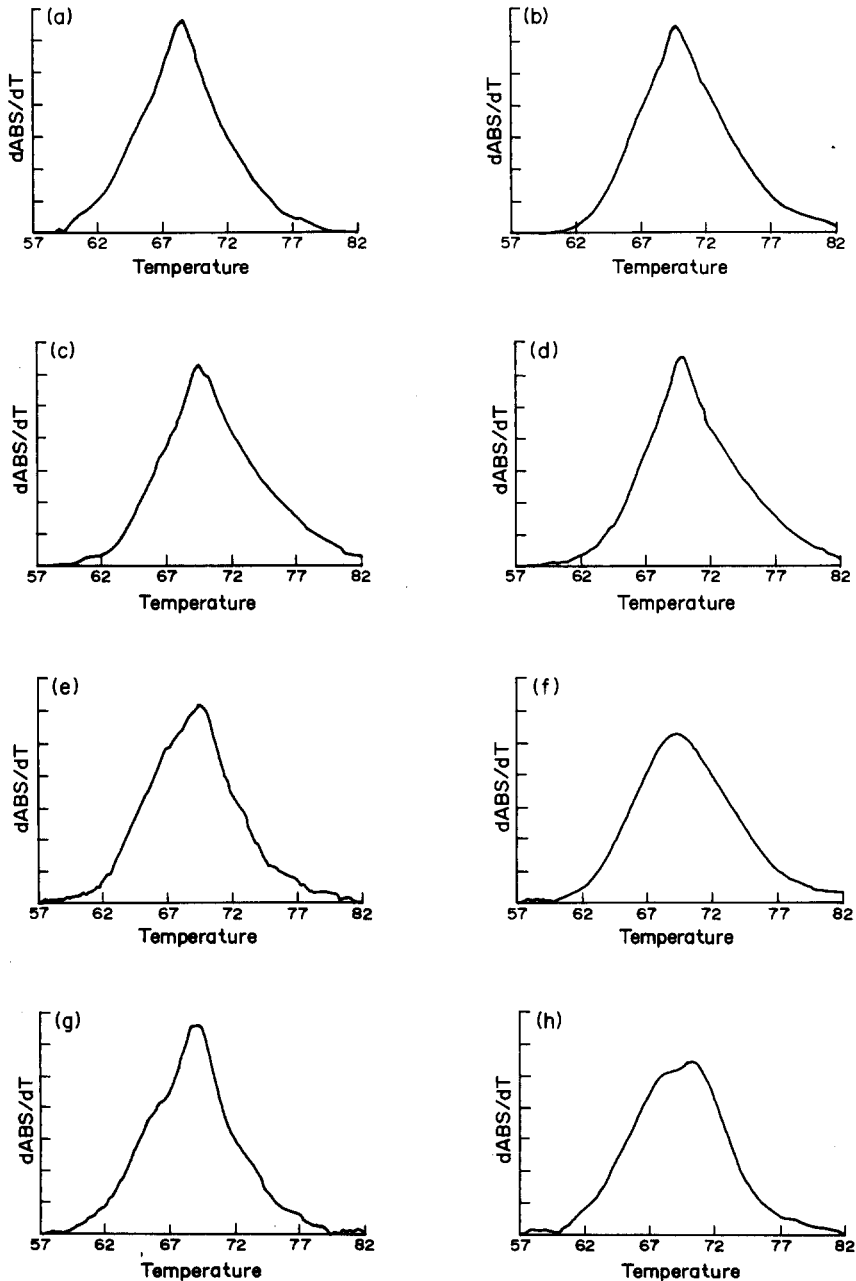 (a)
dABS/dT
57 62 67 72 77 82
Temperature
(b)
dABS/dT
57 62 67 72 77 82
Temperature
(c)
dABS/dT
57 62 67 72 77 82
Temperature
(d)
dABS/dT
57 62 67 72 77 82
Temperature
(e)
dABS/dT
57 62 67 72 77 82
Temperature
(f)
dABS/dT
57 62 67 72 77 82
Temperature
(g)
dABS/dT
57 62 67 72 77 82
Temperature
(h)
dABS/dT
57 62 67 72 77 82
Temperature